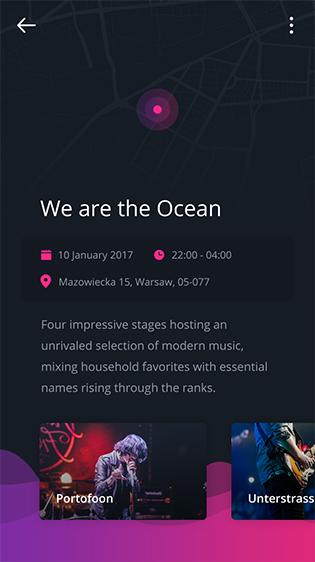 We are the Ocean
10 January 2017 22:00 - 04:00
Mazowiecka 15, Warsaw, 05-077
Four impressive stages hosting an
unrivaled selection of modern music,
mixing household favorites with essential
names rising through the ranks.
Portofoon Unterstrass